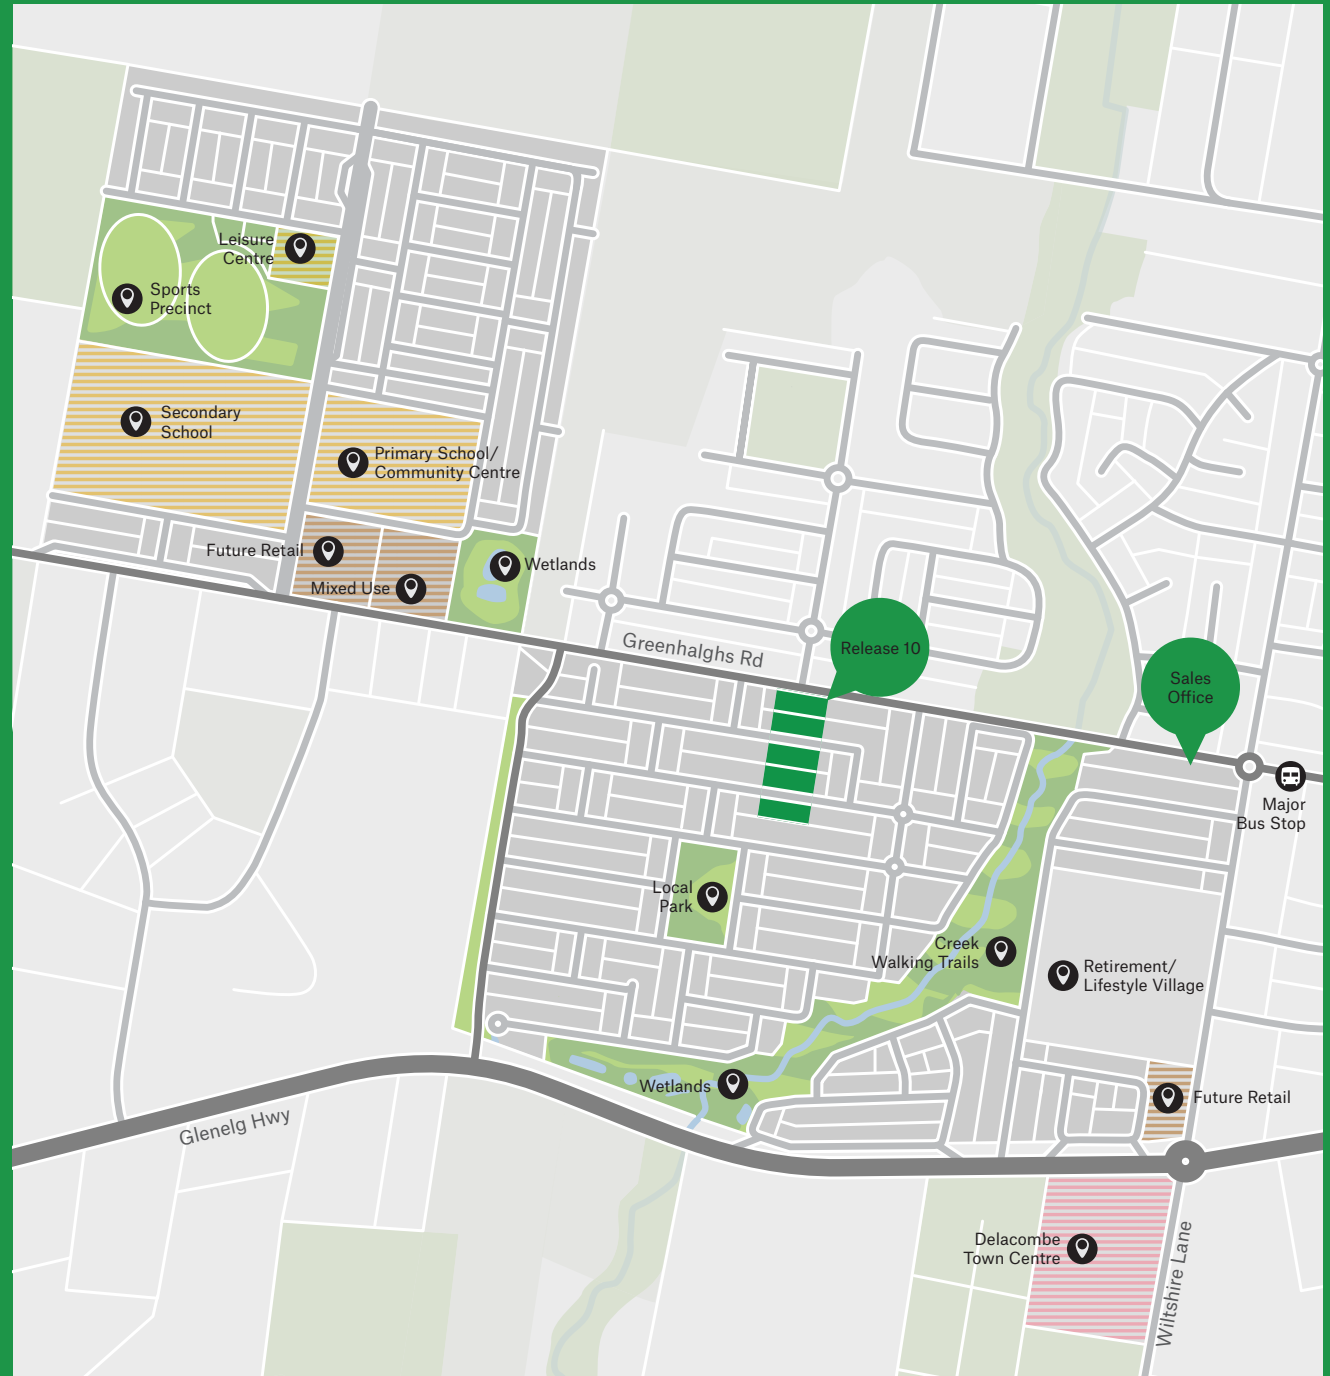 Leisure
Centre
Sports
Precinct
Secondary
School
Primary School/
Community Centre
Future Retail
Mixed Use
Wetlands
Greenhalghs Rd
Release 10
Sales
Office
Major
Bus Stop
Local
Park
Creek
Walking Trails
Retirement/
Lifestyle Village
Wetlands
Future Retail
Glenelg Hwy
Delacombe
Town Centre
Wiltshire Lane